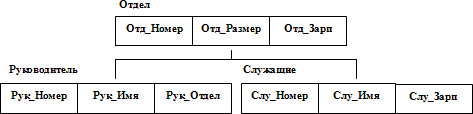 Отдел
Отд_Номер Отд_Размер Отд_Зарп
Руководитель Служащие
Рук_Номер Рук_Имя Рук_Отдел Слу_Номер Слу_Имя Слу_Зарп